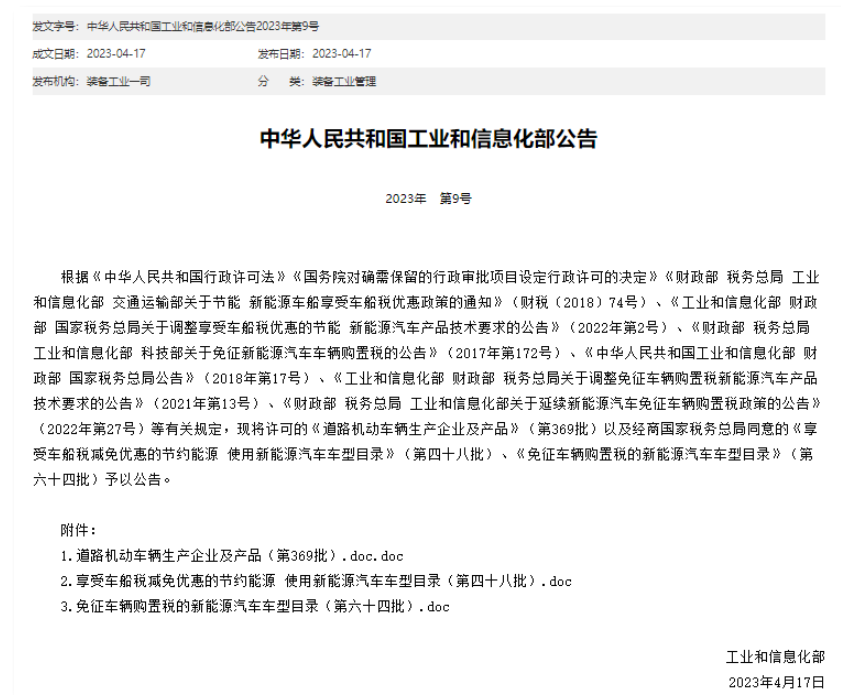 发文字号：中华人民共和国工业和信息化部公告2023年第9号
成文日期：2023-04-17 发布日期：2023-04-17
发布机构：装备工业一司 分 类：装备工业管理
中华人民共和国工业和信息化部公告
2023年 第9号
根据《中华人民共和国行政许可法》《国务院对确需保留的行政审批项目设定行政许可的决定》《财政部 税务总局 工业
和信息化部 交通运输部关于节能 新能源车船享受车船税优惠政策的通知》（财税（2018）74号）、《工业和信息化部 财政
部 国家税务总局关于调整享受车船税优惠的节能 新能源汽车产品技术要求的公告》（2022年第2号）、《财政部 税务总局
工业和信息化部 科技部关于免征新能源汽车车辆购置税的公告》（2017年第172号）、《中华人民共和国工业和信息化部 财
政部 国家税务总局公告》（2018年第17号）、《工业和信息化部 财政部 税务总局关于调整免征车辆购置税新能源汽车产品
技术要求的公告》（2021年第13号）、《财政部 税务总局 工业和信息化部关于延续新能源汽车免征车辆购置税政策的公告》
（2022年第27号）等有关规定，现将许可的《道路机动车辆生产企业及产品》（第369批）以及经商国家税务总局同意的《享
受车船税减免优惠的节约能源 使用新能源汽车车型目录》（第四十八批）、《免征车辆购置税的新能源汽车车型目录》（第
六十四批）予以公告。
附件：
1.道路机动车辆生产企业及产品（第369批）.doc.doc
2.享受车船税减免优惠的节约能源 使用新能源汽车车型目录（第四十八批）.doc
3.免征车辆购置税的新能源汽车车型目录（第六十四批）.doc
工业和信息化部
2023年4月17日